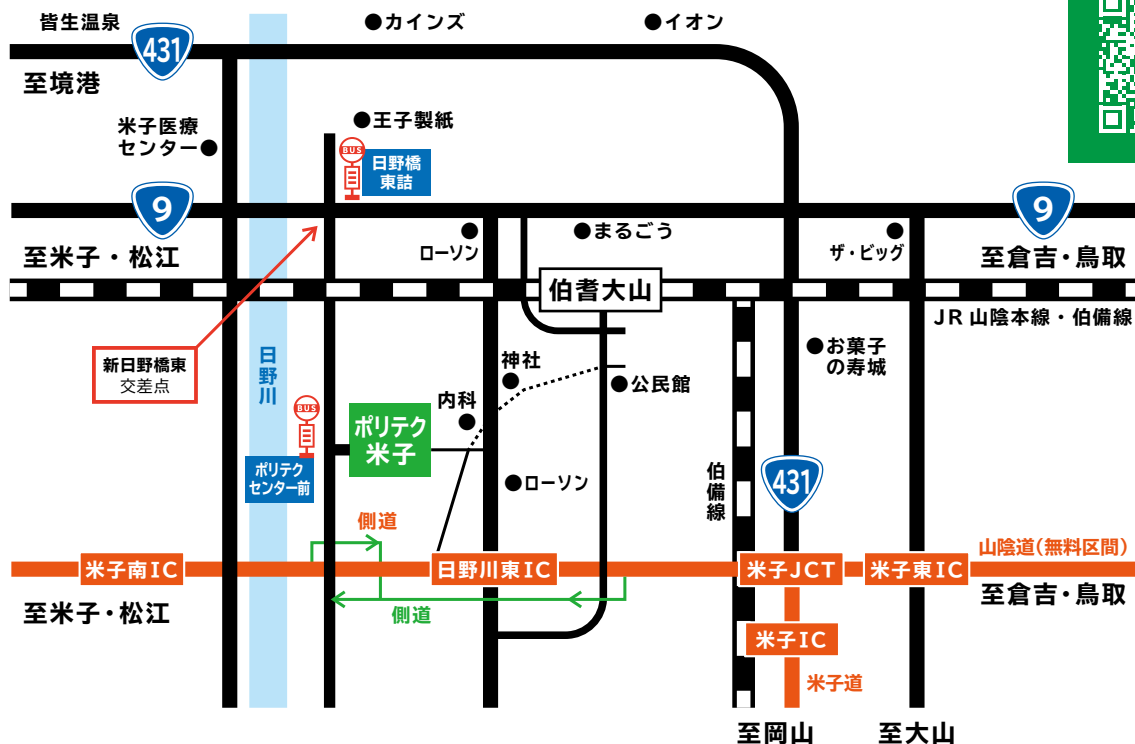 皆生温泉
●カインズ
●イオン
431
至境港
●王子製紙
米子医療
センター●
BUS
日野橋
東詰
9
9
ローソン
●まるごう
ザ・ビッグ
至米子・松江
至倉吉・鳥取
伯耆大山
JR 山陰本線・伯備線
新日野橋東
交差点
日野川
●お菓子
の寿城
神社
●公民館
内科
BUS
ポリテク
米子
ポリテク
センター前
●ローソン
伯備線
431
側道
山陰道(無料区間)
米子南IC
日野川東IC
米子JCT
米子東IC
至米子・松江
側道
至倉吉・鳥取
米子IC
米子道
至岡山
至大山